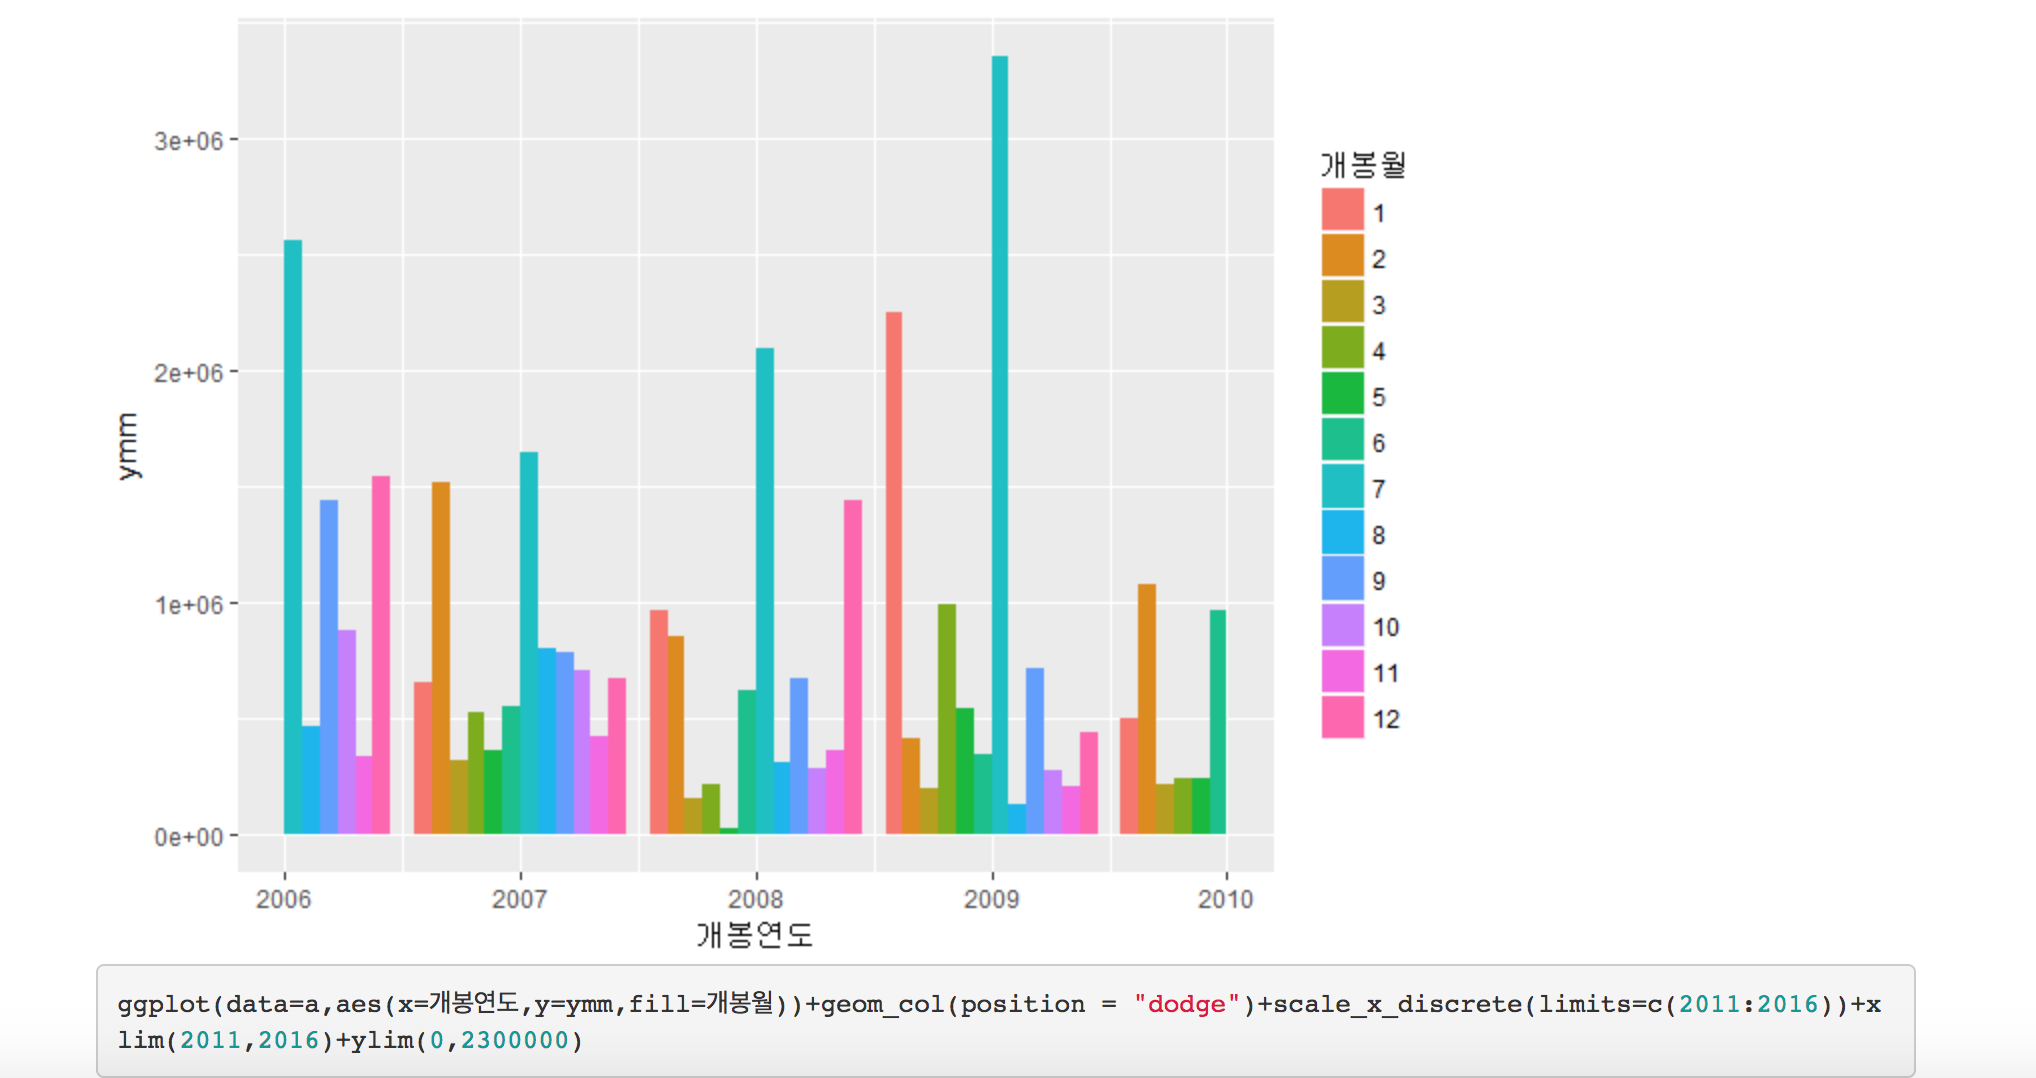 3e+06
2e+06
1e+06
0e+00
ymm
2006 2007 2008 2009 2010
개봉연도
개봉월
1
2
3
4
5
6
7
8
9
10
11
12
ggplot(data=a,aes(x=개봉연도,y=ymm,fill=개봉월))+geom_col(position = "dodge")+scale_x_discrete(limits=c(2011:2016))+x
lim(2011,2016)+ylim(0,2300000)